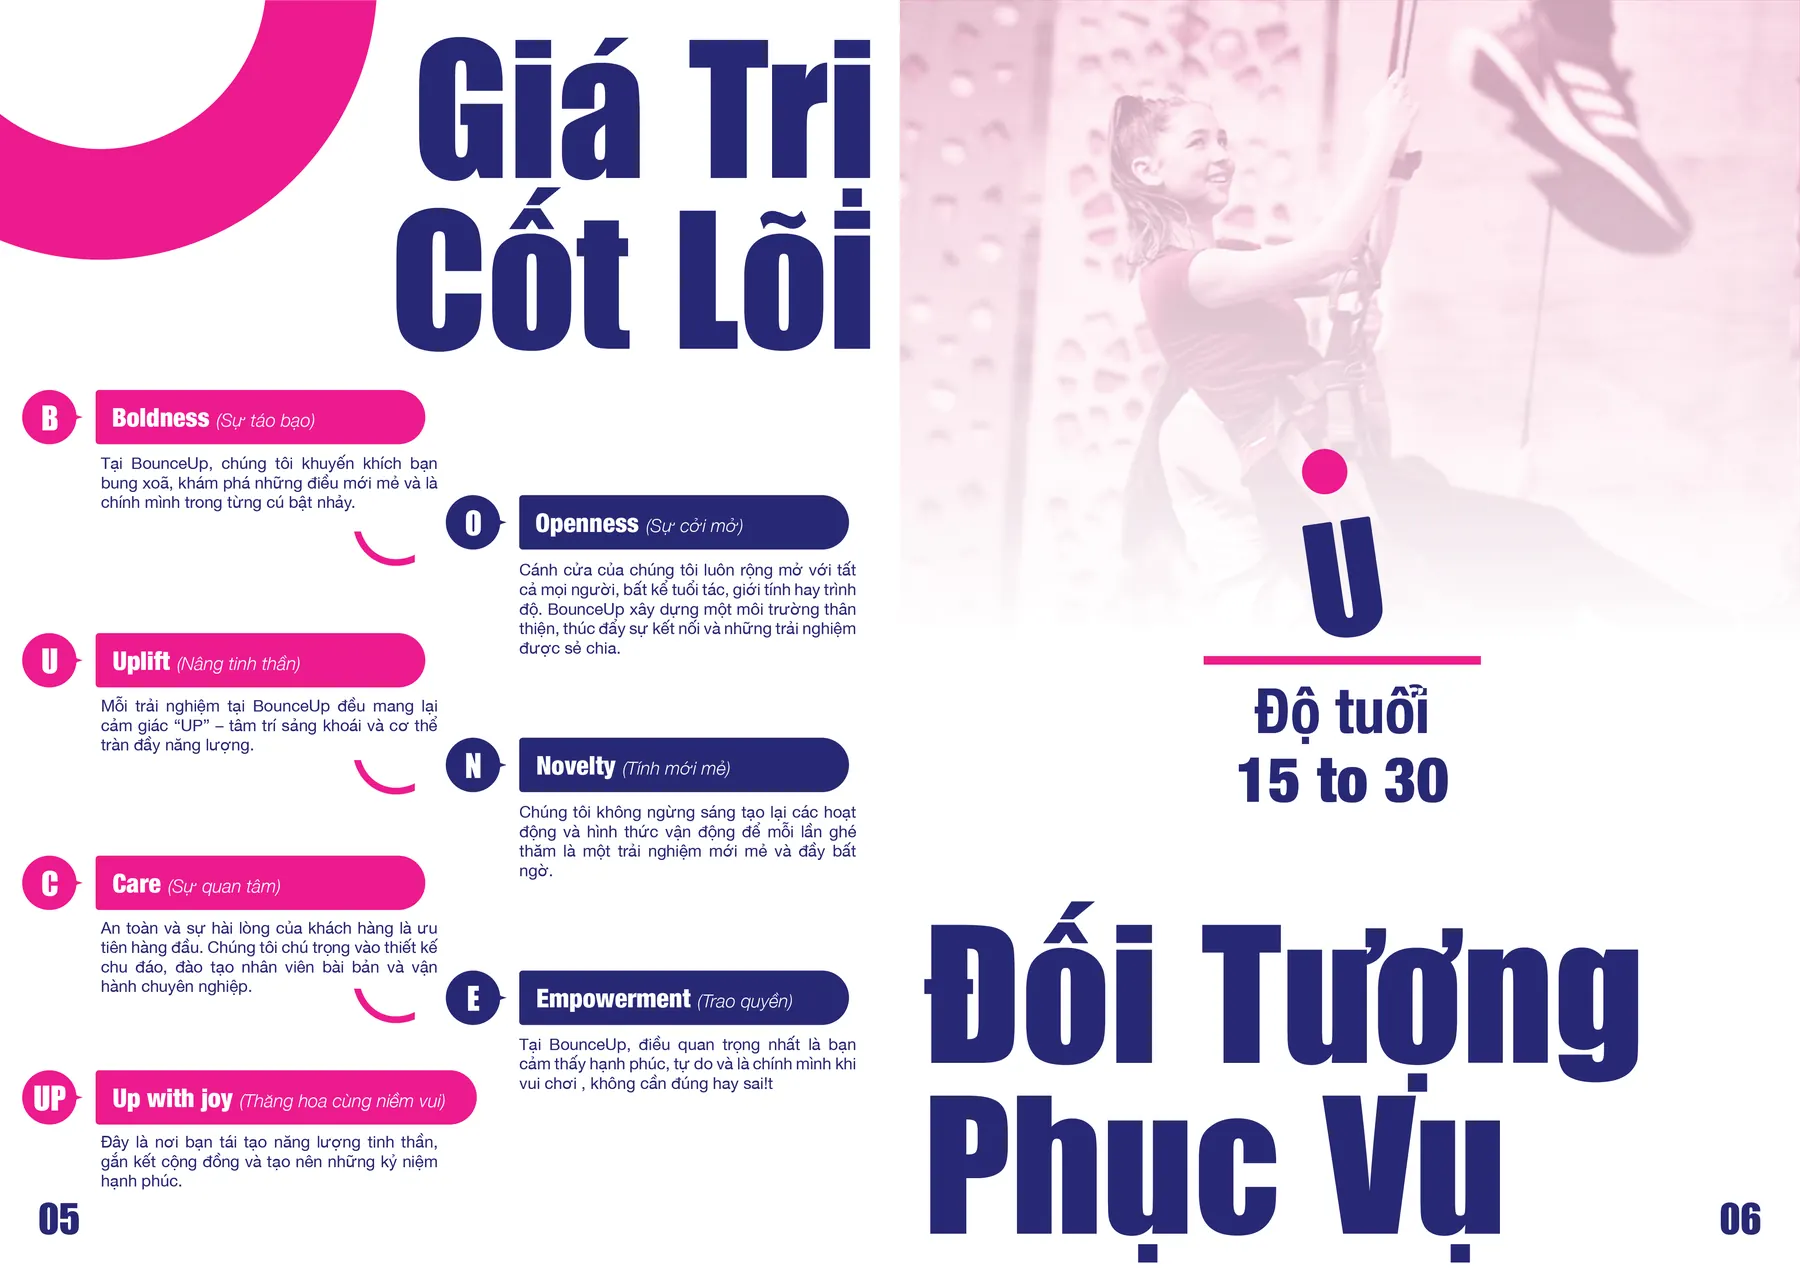 Giá Trị
Cốt Lõi
B
Boldness (Sự táo bạo)
Tại BounceUp, chúng tôi khuyến khích bạn
bung xoã, khám phá những điều mới mẻ và là
chính mình trong từng cú bật nhảy.
O
Openness (Sự cởi mở)
Cánh cửa của chúng tôi luôn rộng mở với tất
cả mọi người, bất kể tuổi tác, giới tính hay trình
độ. BounceUp xây dựng một môi trường thân
thiện, thúc đẩy sự kết nối và những trải nghiệm
được sẻ chia.
U
Uplift (Nâng tinh thần)
Mỗi trải nghiệm tại BounceUp đều mang lại
cảm giác “UP” – tâm trí sảng khoái và cơ thể
tràn đầy năng lượng.
N
Novelty (Tính mới mẻ)
Chúng tôi không ngừng sáng tạo lại các hoạt
động và hình thức vận động để mỗi lần ghé
thăm là một trải nghiệm mới mẻ và đầy bất
ngờ.
C
Care (Sự quan tâm)
An toàn và sự hài lòng của khách hàng là ưu
tiên hàng đầu. Chúng tôi chú trọng vào thiết kế
chu đáo, đào tạo nhân viên bài bản và vận
hành chuyên nghiệp.
E
Empowerment (Trao quyền)
Tại BounceUp, điều quan trọng nhất là bạn
cảm thấy hạnh phúc, tự do và là chính mình khi
vui chơi , không cần đúng hay sai!t
UP
Up with joy (Thăng hoa cùng niềm vui)
Đây là nơi bạn tái tạo năng lượng tinh thần,
gắn kết cộng đồng và tạo nên những kỷ niệm
hạnh phúc.
05
U
Độ tuổi
15 to 30
Đối Tượng
Phục Vụ
06